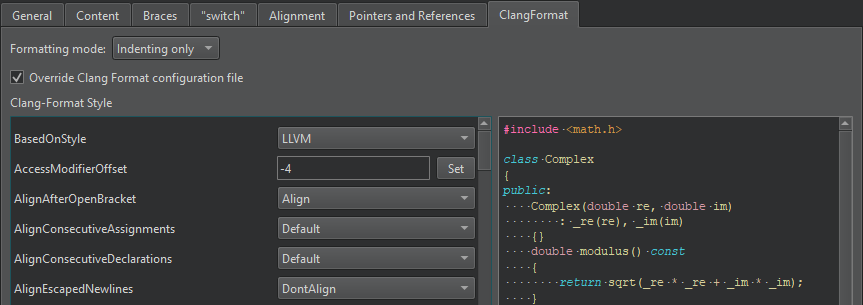 General Content Braces "switch" Alignment Pointers and References ClangFormat
Formatting mode: Indenting only
Override Clang Format configuration file
Clang-Format Style
BasedOnStyle LLVM
AccessModifierOffset -4 Set
AlignAfterOpenBracket Align
AlignConsecutiveAssignments Default
AlignConsecutiveDeclarations Default
AlignEscapedNewlines DontAlign
#include·<math.h>
class·Complex
{
public:
····Complex(double·re,·double·im)
········:·_re(re),·_im(im)
····{}
····double·modulus()·const
····{
········return·sqrt(_re·*·_re·+·_im·*·_im);
····}